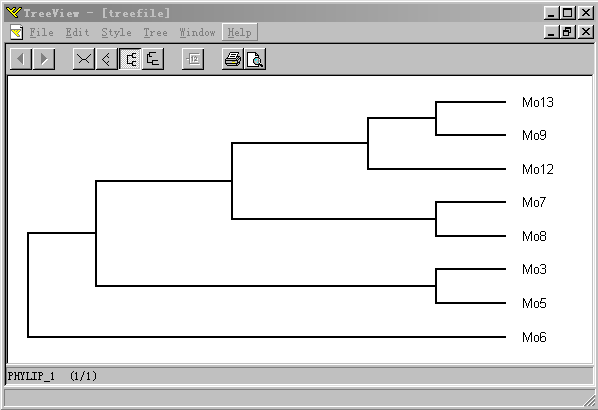 TreeView - [treefile]
File Edit Style Tree Window Help
Mo13
Mo9
Mo12
Mo7
Mo8
Mo3
Mo5
Mo6
PHYLIP_1 (1/1)